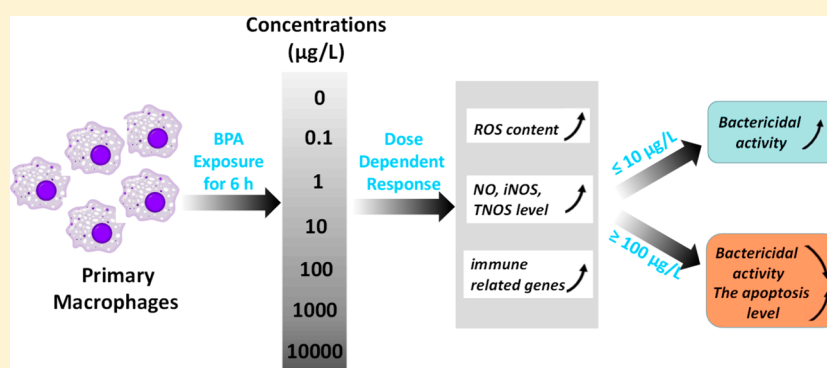 Concentrations
(µg/L)
0
0.1
1
10
100
1000
10000
Primary
Macrophages
BPA
Exposure
for 6 h
Dose
Dependent
Response
ROS content
NO, iNOS,
TNOS level
immune
related genes
≤ 10 µg/L
≥ 100 µg/L
Bactericidal
activity
Bactericidal
activity
The apoptosis
level